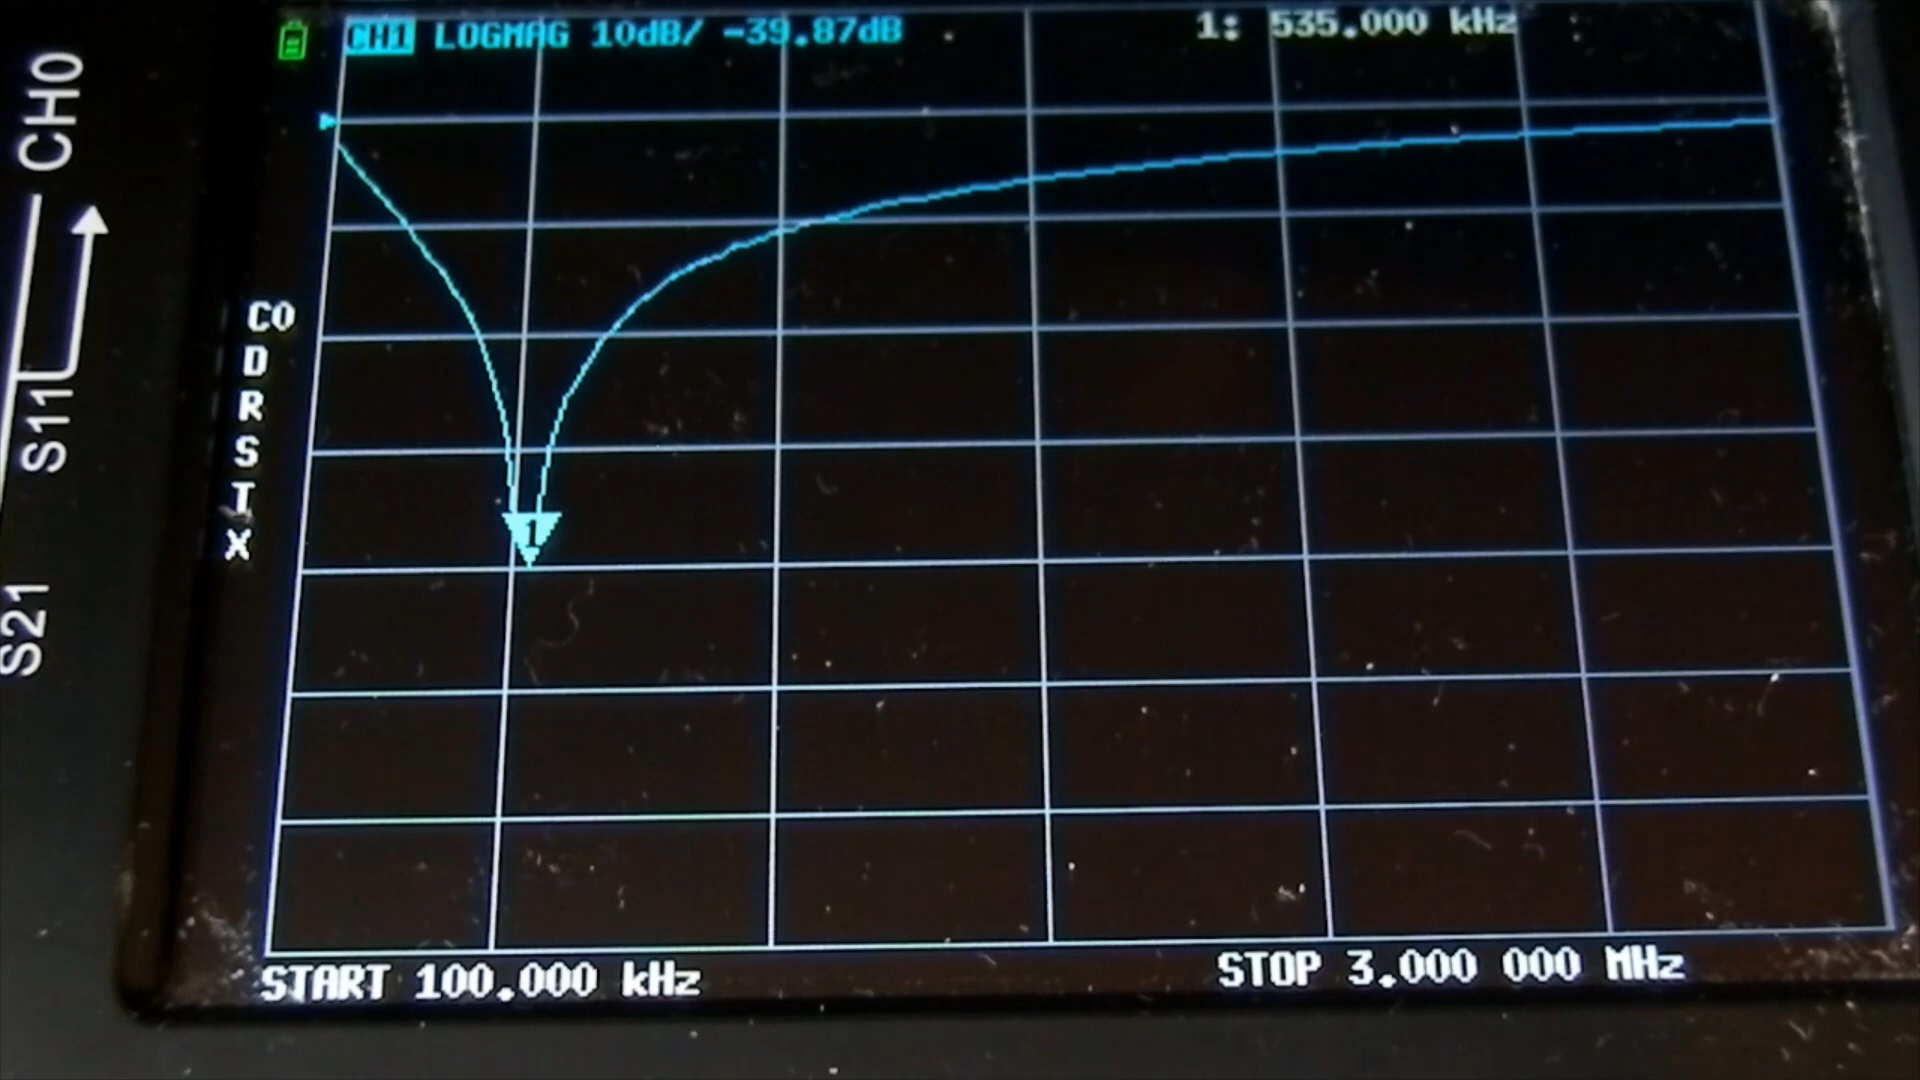 CH1 LOGMAG 10dB/ -39.87dB 1: 535.000 kHz
CH0
S11
S21
C0
D
R
S
T
X
1
START 100.000 kHz STOP 3.000 000 MHz